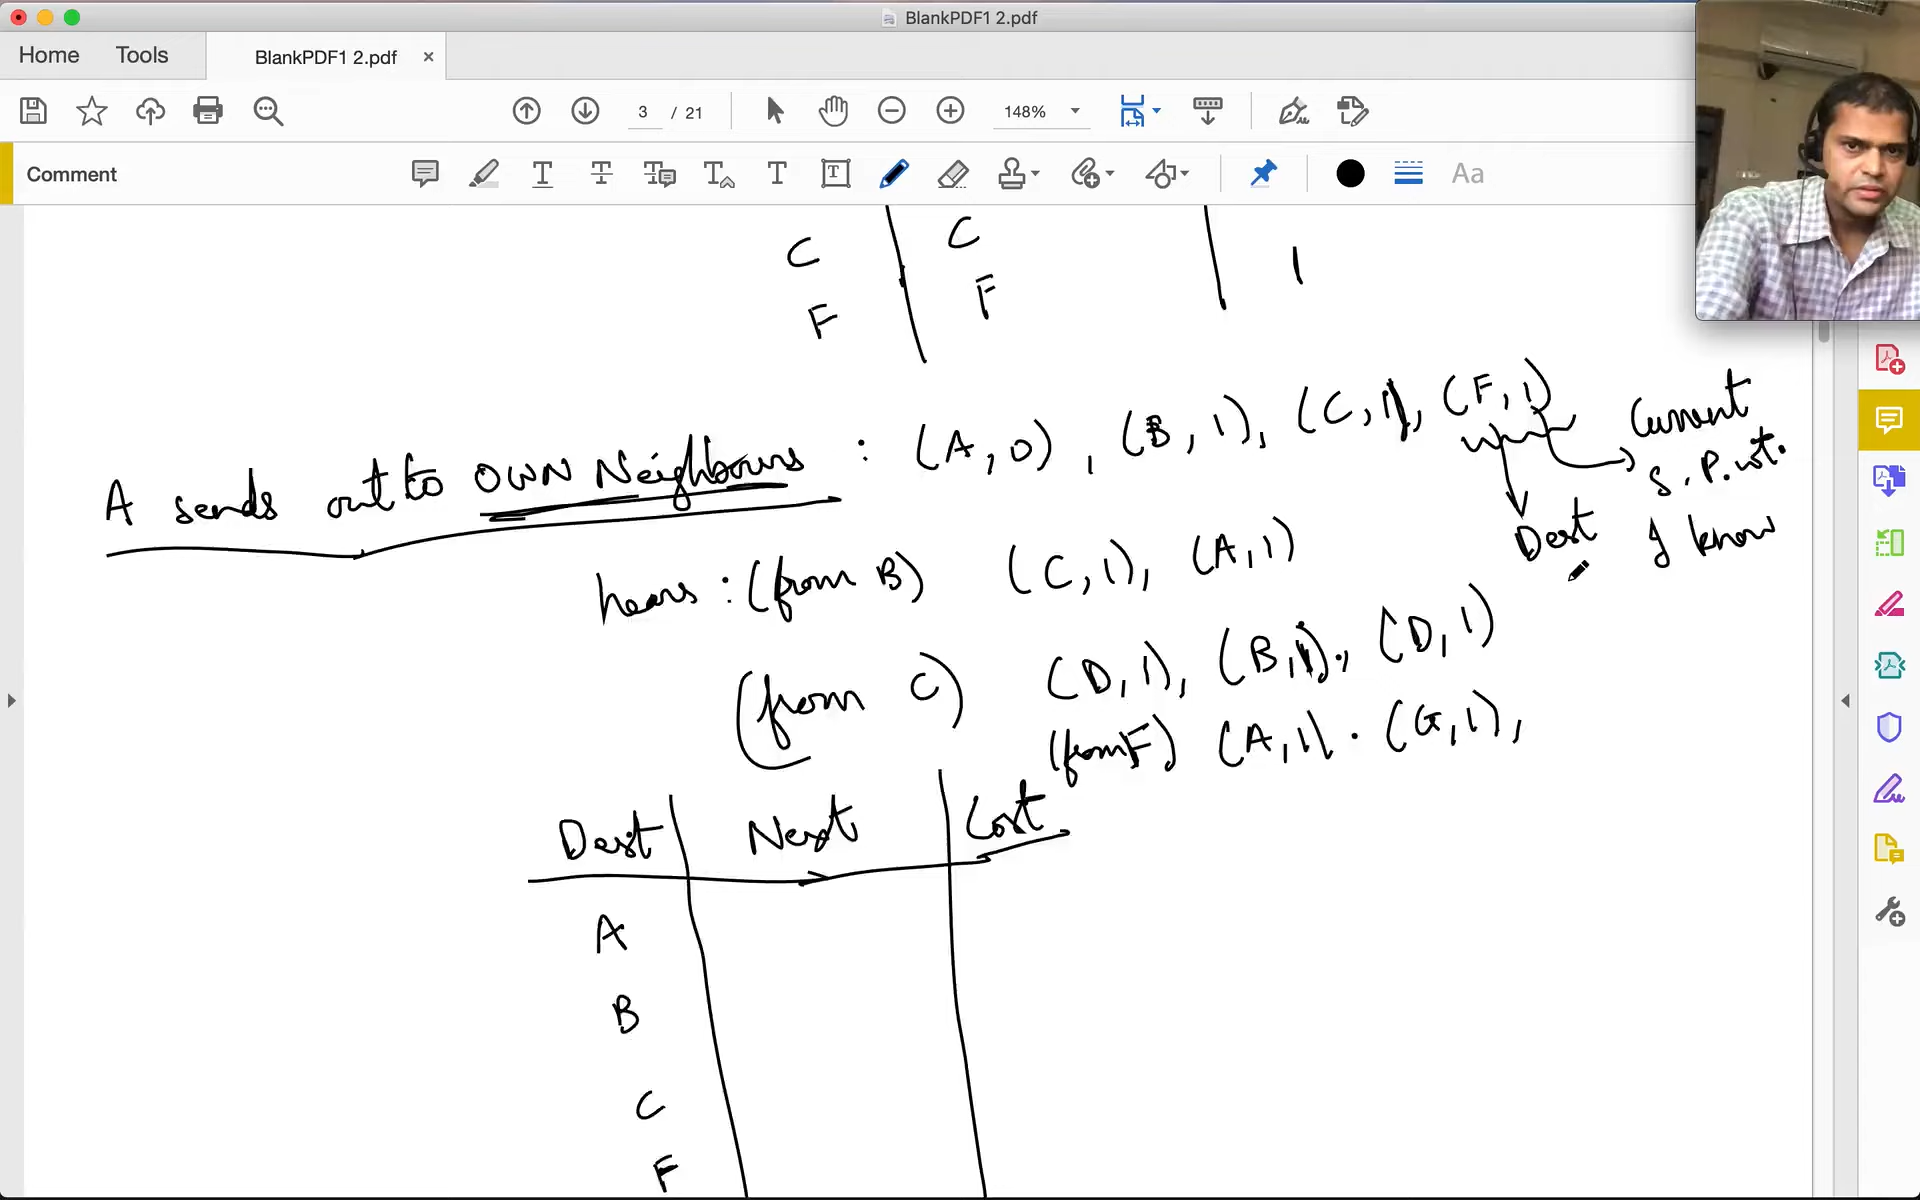 BlankPDF1 2.pdf
Home Tools BlankPDF1 2.pdf ×
3 / 21 148%
Comment Aa
C C
F F 1
A sends out to OWN Neighbours : (A, 0) , (B, 1), (C, 1), (F, 1)
Current
S. P. wt.
I know
Dest
hears : (from B) (C, 1), (A, 1)
(from C) (D, 1), (B, 1)., (D, 1)
(from F) (A, 1) . (G, 1),
Dest Next Cost
A
B
C
F